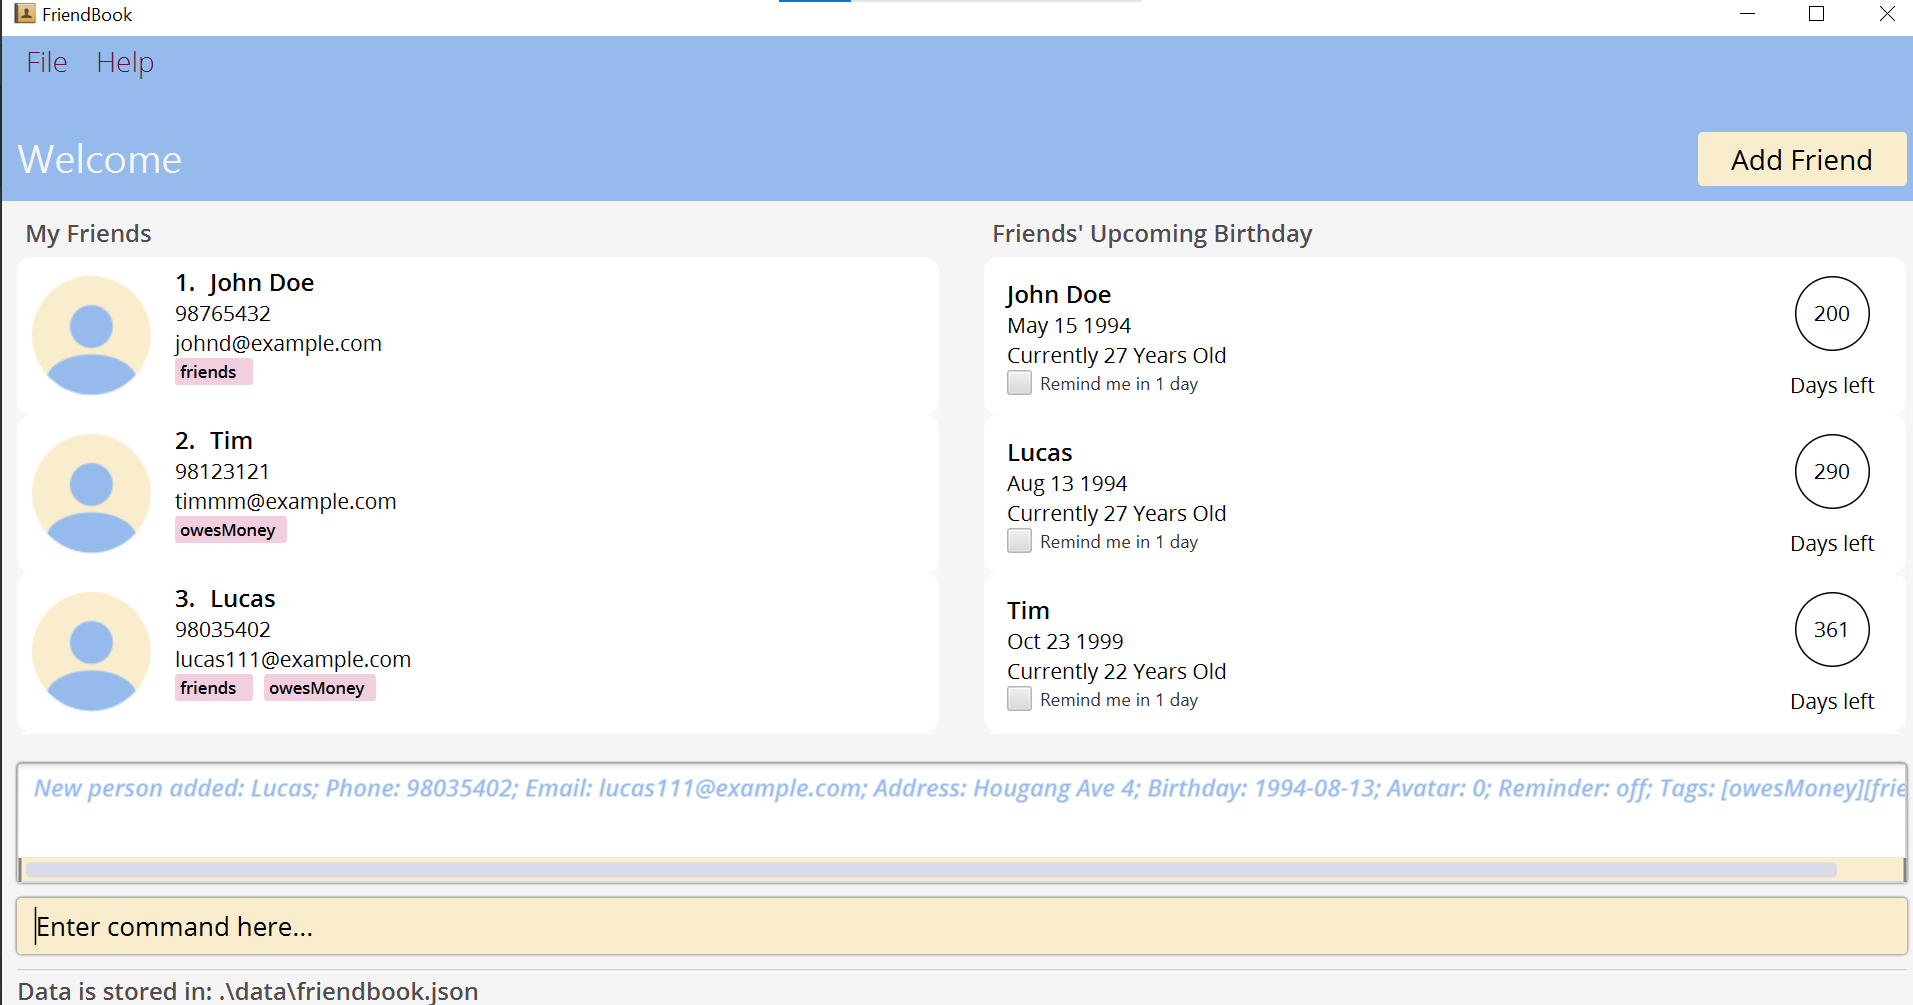 FriendBook
File Help
Welcome
Add Friend
My Friends
1. John Doe
98765432
johnd@example.com
friends
2. Tim
98123121
timmm@example.com
owesMoney
3. Lucas
98035402
lucas111@example.com
friends owesMoney
Friends' Upcoming Birthday
John Doe
May 15 1994
Currently 27 Years Old
Remind me in 1 day
200
Days left
Lucas
Aug 13 1994
Currently 27 Years Old
Remind me in 1 day
290
Days left
Tim
Oct 23 1999
Currently 22 Years Old
Remind me in 1 day
361
Days left
New person added: Lucas; Phone: 98035402; Email: lucas111@example.com; Address: Hougang Ave 4; Birthday: 1994-08-13; Avatar: 0; Reminder: off; Tags: [owesMoney][frie
Enter command here...
Data is stored in: .\data\friendbook.json